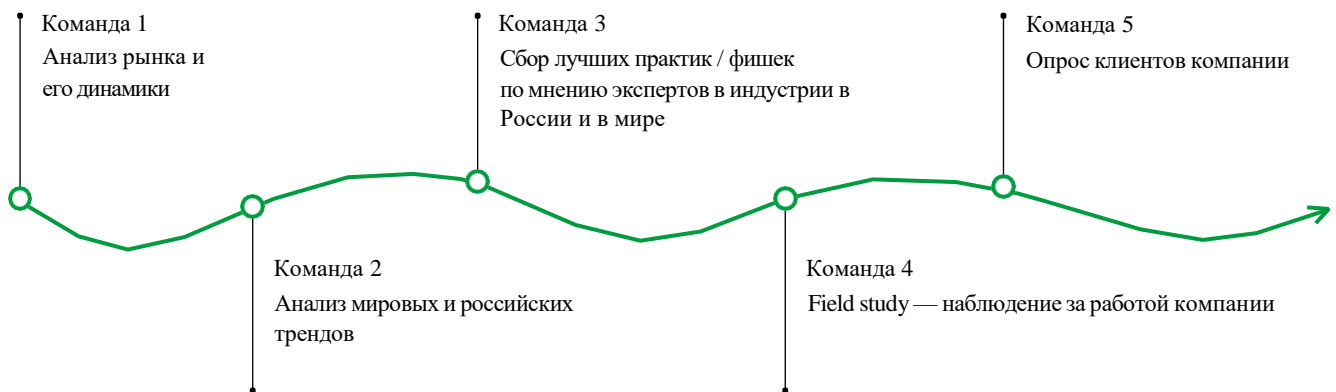 Команда 1
Анализ рынка и
его динамики
Команда 2
Анализ мировых и российских
трендов
Команда 3
Сбор лучших практик / фишек
по мнению экспертов в индустрии в
России и в мире
Команда 4
Field study — наблюдение за работой компании
Команда 5
Опрос клиентов компании